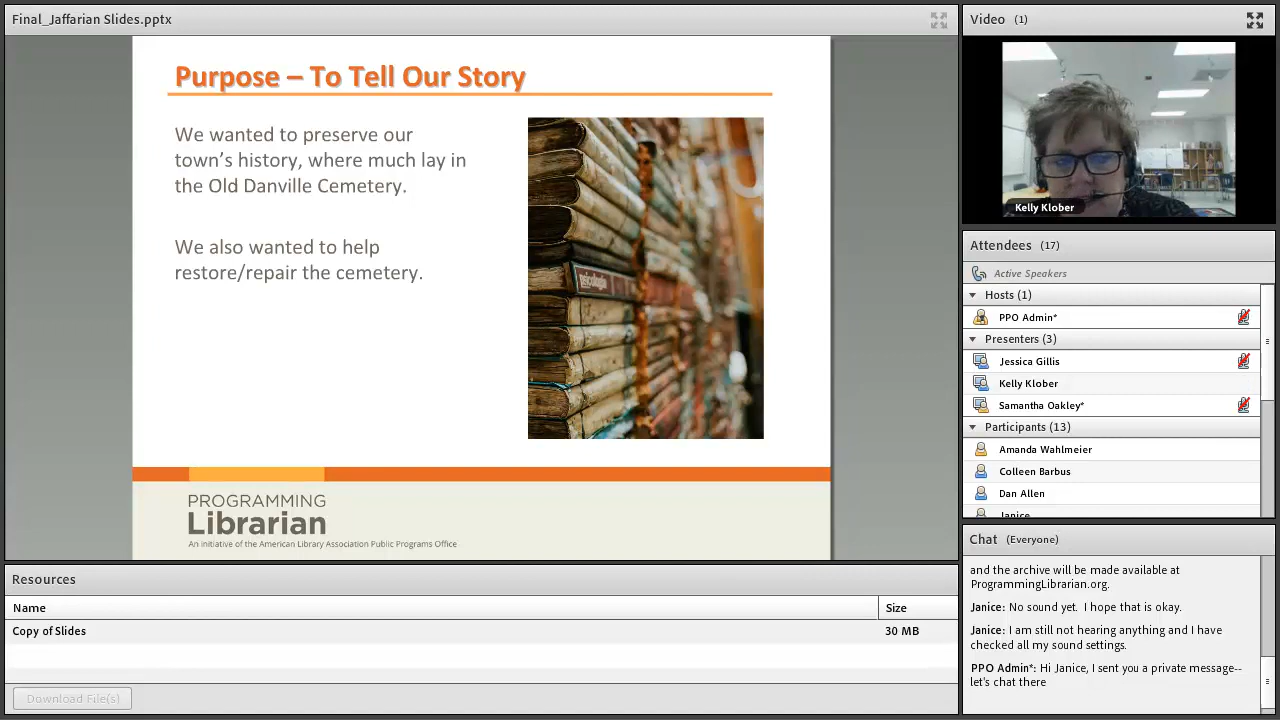 Final_Jaffarian Slides.pptx
Purpose – To Tell Our Story
We wanted to preserve our
town's history, where much lay in
the Old Danville Cemetery.
We also wanted to help
restore/repair the cemetery.
psicologia
PROGRAMMING
Librarian
An initiative of the American Library Association Public Programs Office
Resources
Name
Size
Copy of Slides
30 MB
Download File(s)
Video (1)
Kelly Klober
Attendees (17)
Active Speakers
Hosts (1)
PPO Admin*
Presenters (3)
Jessica Gillis
Kelly Klober
Samantha Oakley*
Participants (13)
Amanda Wahlmeier
Colleen Barbus
Dan Allen
Janice
Chat (Everyone)
and the archive will be made available at
ProgrammingLibrarian.org.
Janice: No sound yet. I hope that is okay.
Janice: I am still not hearing anything and I have
checked all my sound settings.
PPO Admin*: Hi Janice, I sent you a private message--
let's chat there